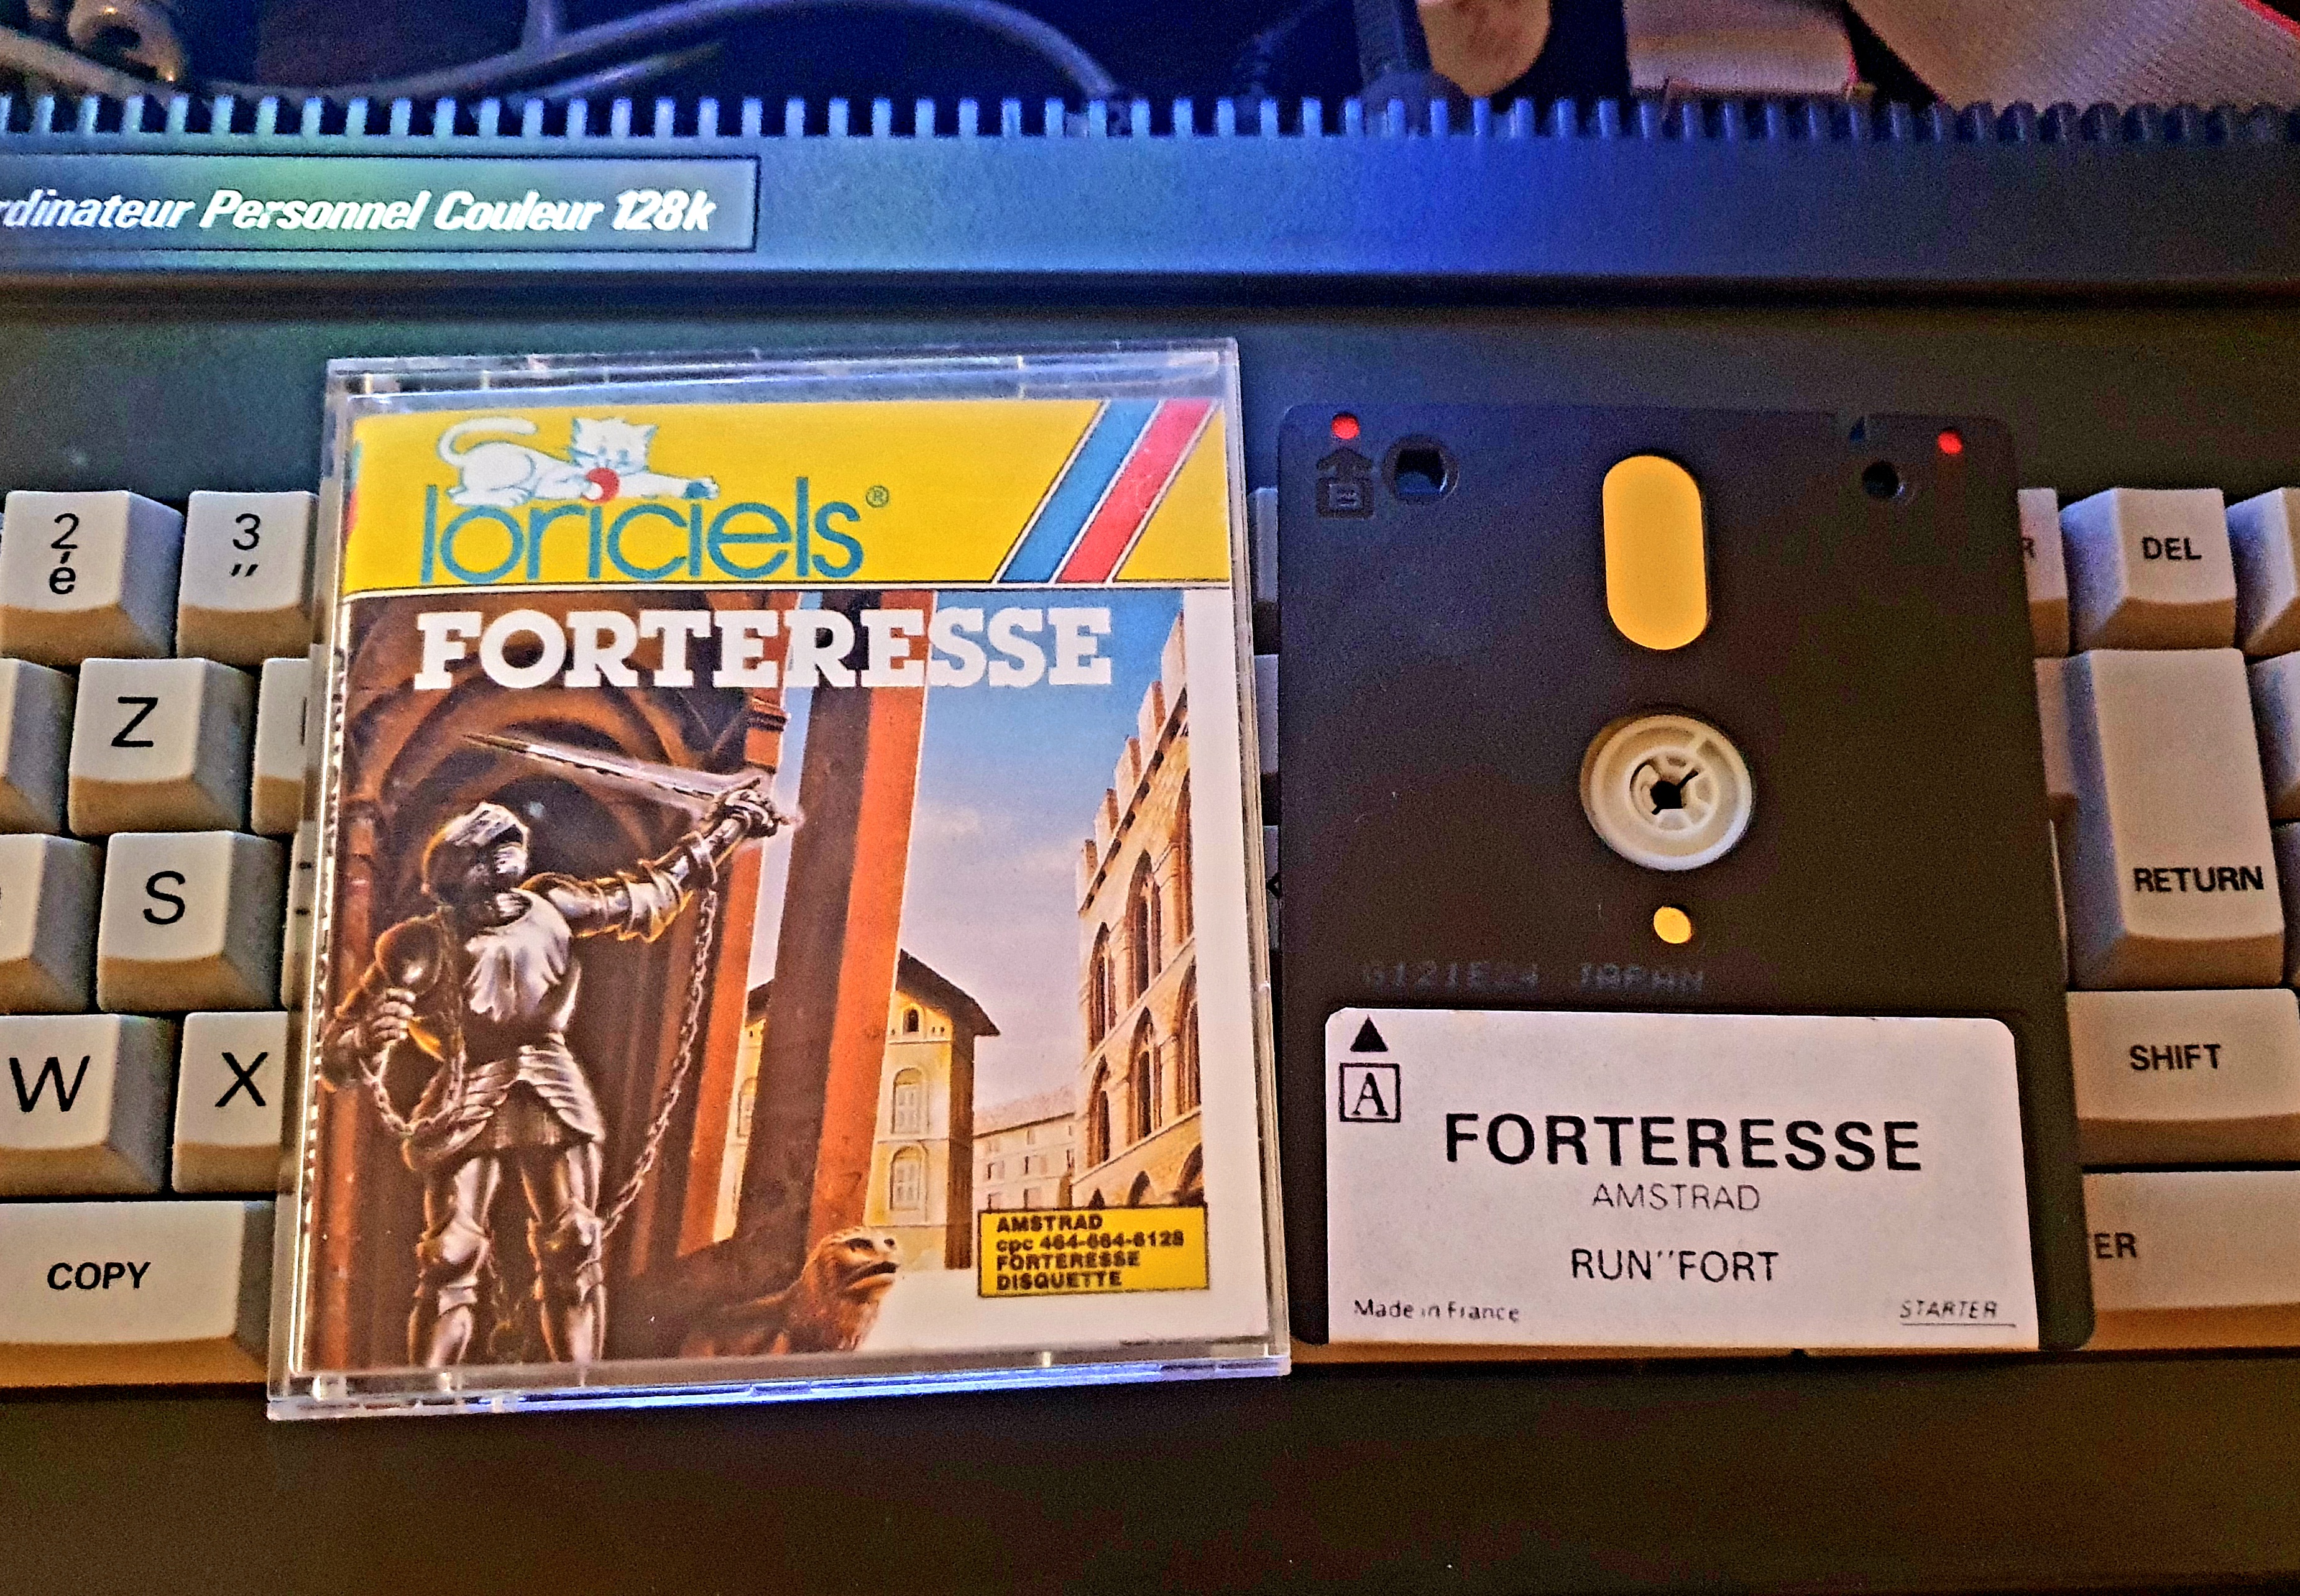 rdinateur Personnel Couleur 128k
loriciels®
FORTERESSE
AMSTRAD
cpc 464-664-6128
FORTERESSE
DISQUETTE
B
JAPAN
A
FORTERESSE
AMSTRAD
RUN"FORT
Made in France
STARTER
2
é
3
"
DEL
Z
RETURN
S
W
X
SHIFT
COPY
ER